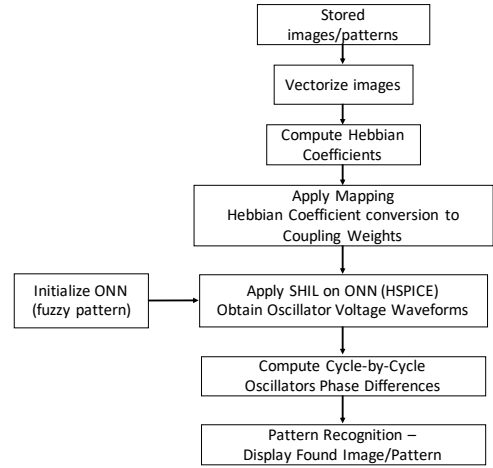 Stored
images/patterns
Vectorize images
Compute Hebbian
Coefficients
Apply Mapping
Hebbian Coefficient conversion to
Coupling Weights
Initialize ONN
(fuzzy pattern)
Apply SHIL on ONN (HSPICE)
Obtain Oscillator Voltage Waveforms
Compute Cycle-by-Cycle
Oscillators Phase Differences
Pattern Recognition –
Display Found Image/Pattern